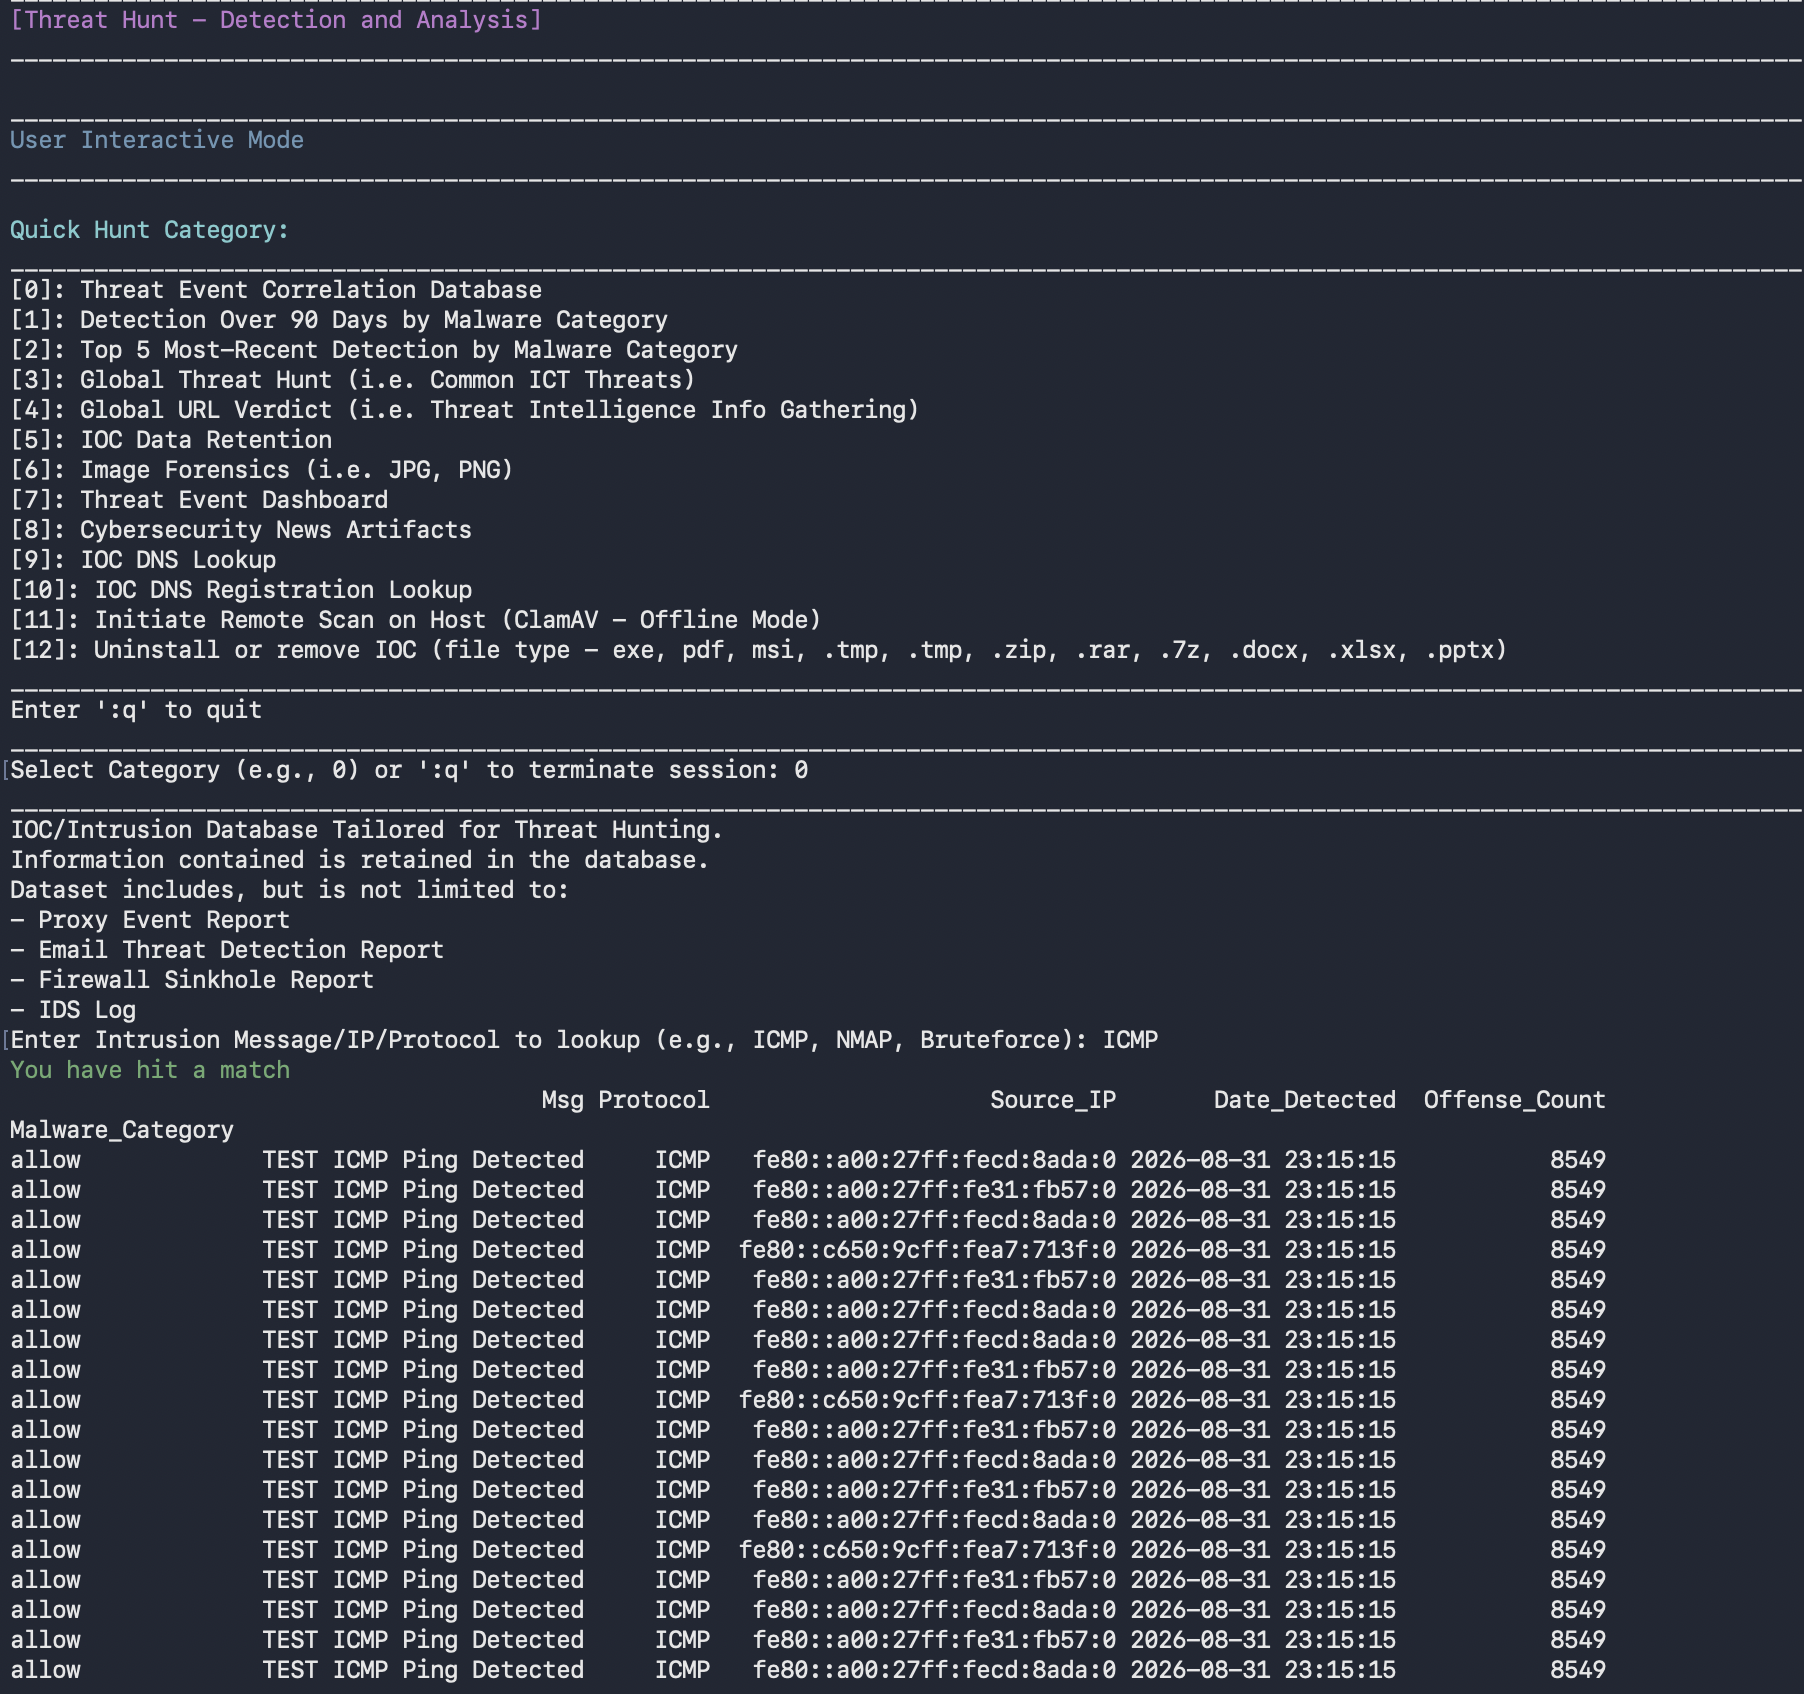 [Threat Hunt – Detection and Analysis]
User Interactive Mode
Quick Hunt Category:
[0]: Threat Event Correlation Database
[1]: Detection Over 90 Days by Malware Category
[2]: Top 5 Most-Recent Detection by Malware Category
[3]: Global Threat Hunt (i.e. Common ICT Threats)
[4]: Global URL Verdict (i.e. Threat Intelligence Info Gathering)
[5]: IOC Data Retention
[6]: Image Forensics (i.e. JPG, PNG)
[7]: Threat Event Dashboard
[8]: Cybersecurity News Artifacts
[9]: IOC DNS Lookup
[10]: IOC DNS Registration Lookup
[11]: Initiate Remote Scan on Host (ClamAV – Offline Mode)
[12]: Uninstall or remove IOC (file type – exe, pdf, msi, .tmp, .tmp, .zip, .rar, .7z, .docx, .xlsx, .pptx)
Enter ':q' to quit
[Select Category (e.g., 0) or ':q' to terminate session: 0
IOC/Intrusion Database Tailored for Threat Hunting.
Information contained is retained in the database.
Dataset includes, but is not limited to:
– Proxy Event Report
– Email Threat Detection Report
– Firewall Sinkhole Report
– IDS Log
[Enter Intrusion Message/IP/Protocol to lookup (e.g., ICMP, NMAP, Bruteforce): ICMP
You have hit a match
Msg Protocol Source_IP Date_Detected Offense_Count
Malware_Category
allow TEST ICMP Ping Detected ICMP fe80::a00:27ff:fecd:8ada:0 2026-08-31 23:15:15 8549
allow TEST ICMP Ping Detected ICMP fe80::a00:27ff:fe31:fb57:0 2026-08-31 23:15:15 8549
allow TEST ICMP Ping Detected ICMP fe80::a00:27ff:fecd:8ada:0 2026-08-31 23:15:15 8549
allow TEST ICMP Ping Detected ICMP fe80::c650:9cff:fea7:713f:0 2026-08-31 23:15:15 8549
allow TEST ICMP Ping Detected ICMP fe80::a00:27ff:fe31:fb57:0 2026-08-31 23:15:15 8549
allow TEST ICMP Ping Detected ICMP fe80::a00:27ff:fecd:8ada:0 2026-08-31 23:15:15 8549
allow TEST ICMP Ping Detected ICMP fe80::a00:27ff:fecd:8ada:0 2026-08-31 23:15:15 8549
allow TEST ICMP Ping Detected ICMP fe80::a00:27ff:fe31:fb57:0 2026-08-31 23:15:15 8549
allow TEST ICMP Ping Detected ICMP fe80::c650:9cff:fea7:713f:0 2026-08-31 23:15:15 8549
allow TEST ICMP Ping Detected ICMP fe80::a00:27ff:fe31:fb57:0 2026-08-31 23:15:15 8549
allow TEST ICMP Ping Detected ICMP fe80::a00:27ff:fecd:8ada:0 2026-08-31 23:15:15 8549
allow TEST ICMP Ping Detected ICMP fe80::a00:27ff:fe31:fb57:0 2026-08-31 23:15:15 8549
allow TEST ICMP Ping Detected ICMP fe80::a00:27ff:fecd:8ada:0 2026-08-31 23:15:15 8549
allow TEST ICMP Ping Detected ICMP fe80::c650:9cff:fea7:713f:0 2026-08-31 23:15:15 8549
allow TEST ICMP Ping Detected ICMP fe80::a00:27ff:fe31:fb57:0 2026-08-31 23:15:15 8549
allow TEST ICMP Ping Detected ICMP fe80::a00:27ff:fecd:8ada:0 2026-08-31 23:15:15 8549
allow TEST ICMP Ping Detected ICMP fe80::a00:27ff:fe31:fb57:0 2026-08-31 23:15:15 8549
allow TEST ICMP Ping Detected ICMP fe80::a00:27ff:fecd:8ada:0 2026-08-31 23:15:15 8549